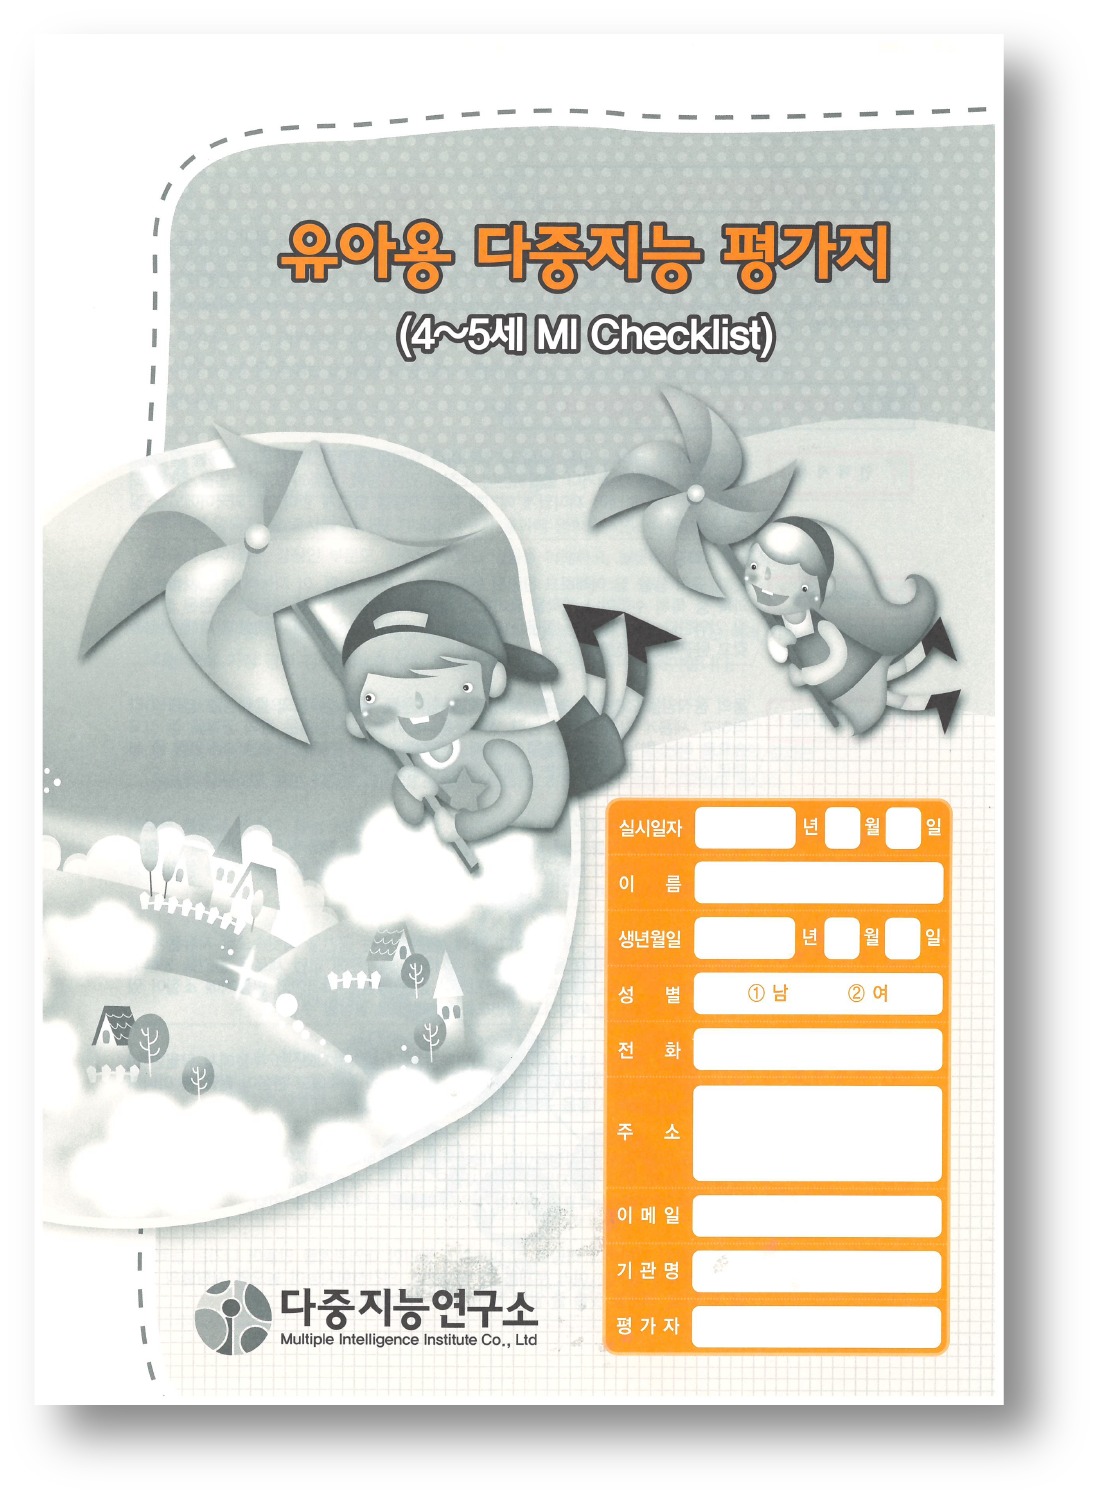 유아용 다중지능 평가지
(4~5세 MI Checklist)
실시일자 년 월 일
이 름
생년월일 년 월 일
성 별 ① 남 ② 여
전 화
주 소
이 메 일
기 관 명
평 가 자
다중지능연구소
Multiple Intelligence Institute Co., Ltd